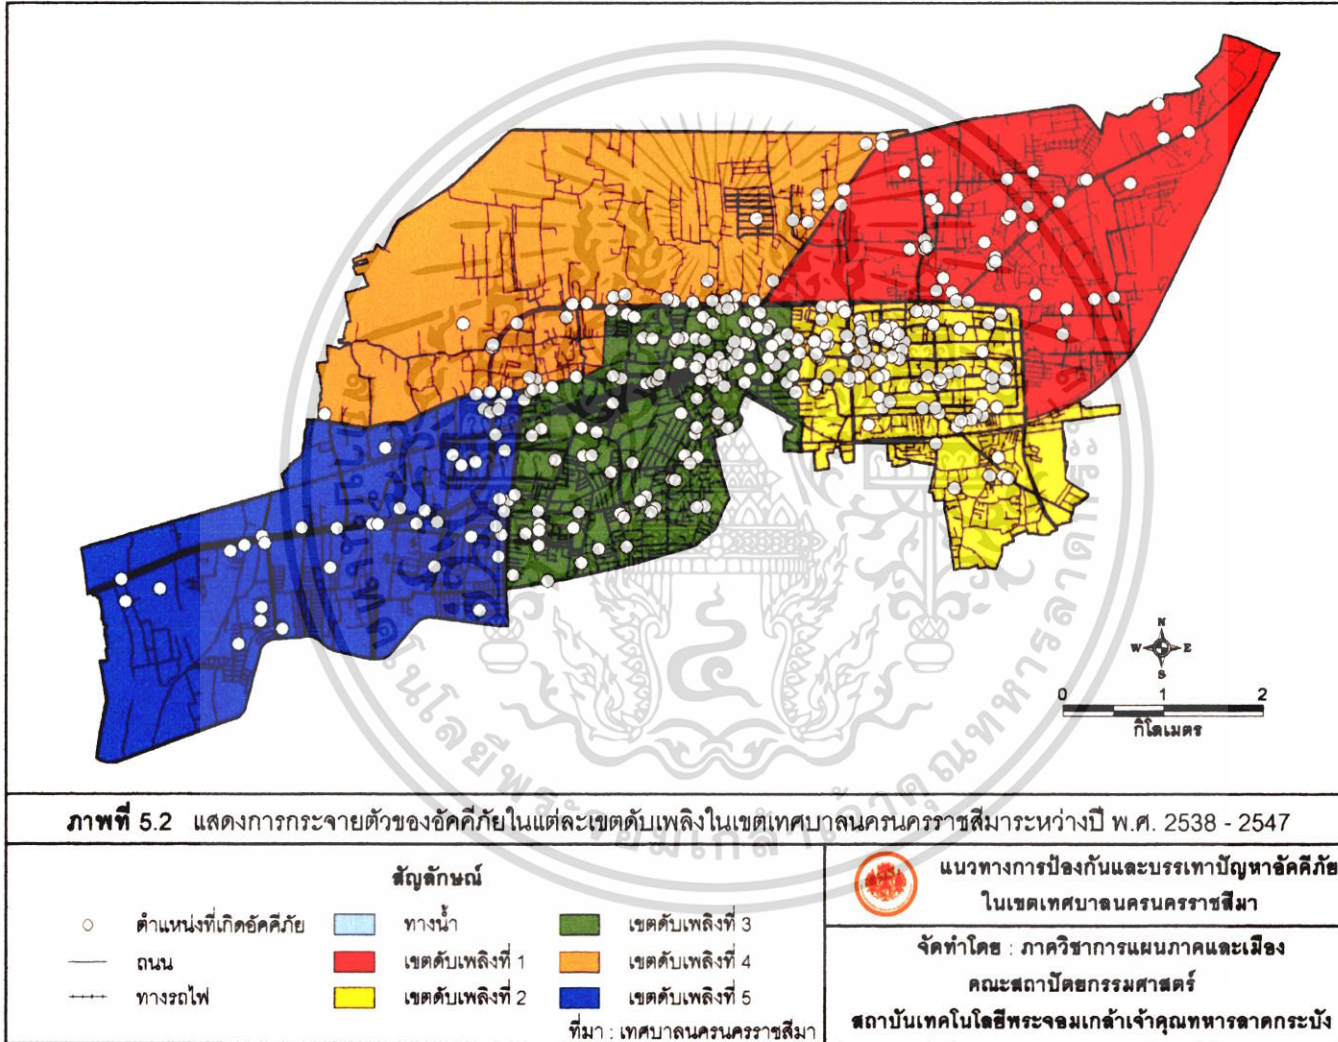 N
W E
S
0 1 2
กิโลเมตร
ภาพที่ 5.2 แสดงการกระจายตัวของอัคคีภัยในแต่ละเขตดับเพลิงในเขตเทศบาลนครนครราชสีมาระหว่างปี พ.ศ. 2538 - 2547
สัญลักษณ์
ตำแหน่งที่เกิดอัคคีภัย
ถนน
ทางรถไฟ
ทางน้ำ
เขตดับเพลิงที่ 1
เขตดับเพลิงที่ 2
เขตดับเพลิงที่ 3
เขตดับเพลิงที่ 4
เขตดับเพลิงที่ 5
ที่มา : เทศบาลนครนครราชสีมา
แนวทางการป้องกันและบรรเทาปัญหาอัคคีภัย
ในเขตเทศบาลนครนครราชสีมา
จัดทำโดย : ภาควิชาการแผนภาคและเมือง
คณะสถาปัตยกรรมศาสตร์
สถาบันเทคโนโลยีพระจอมเกล้าเจ้าคุณทหารลาดกระบัง